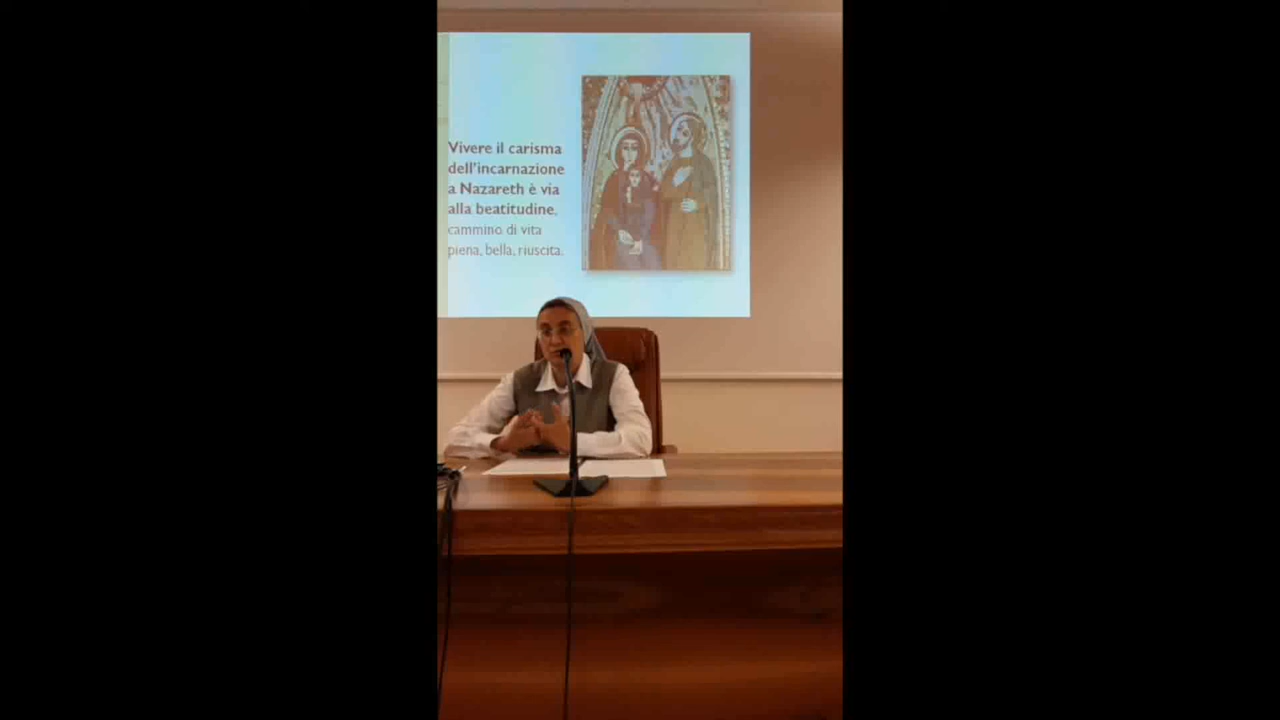 Vivere il carisma
dell'incarnazione
a Nazareth è via
alla beatitudine,
cammino di vita
piena, bella, riuscita.